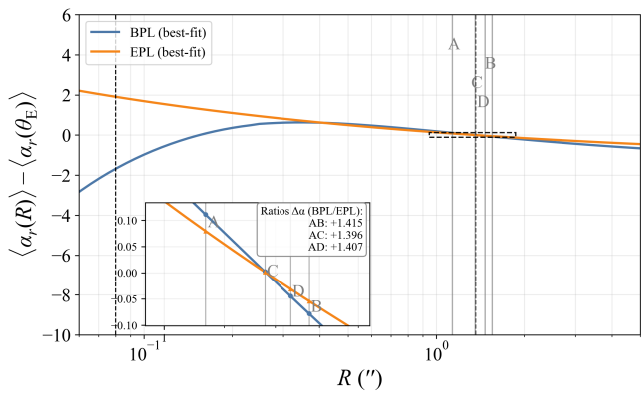 6
4
2
0
−2
−4
−6
−8
−10
⟨α_r(R)⟩ − ⟨α_r(θ_E)⟩
BPL (best-fit)
EPL (best-fit)
A
B
C
D
0.10
0.05
0.00
−0.05
−0.10
Ratios Δα (BPL/EPL):
AB: +1.415
AC: +1.396
AD: +1.407
A
C
D
B
10⁻¹
10⁰
R (″)